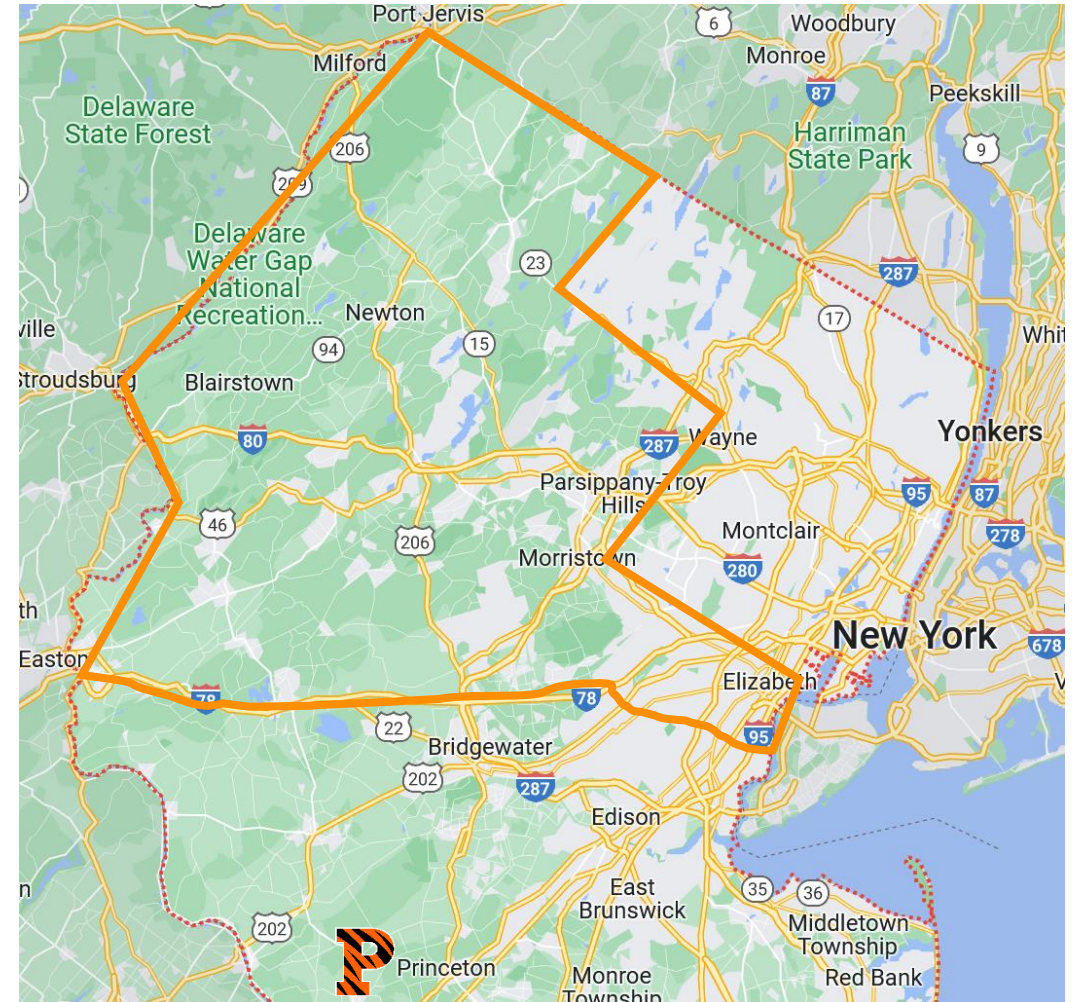 Port Jervis
6
Woodbury
Monroe
Milford
87
Peekskill
Delaware
State Forest
Harriman
State Park
9
206
209
Delaware
Water Gap
National
Recreation...
23
287
Newton
17
ville
15
94
Whit
Stroudsburg
Blairstown
80
287
Wayne
Yonkers
Parsippany-Troy
Hills
95
87
46
206
Montclair
278
Morristown
280
th
New York
678
Easton
Elizabeth
78
78
V
22
95
Bridgewater
202
287
Edison
35
36
East
Brunswick
n
202
Middletown
Township
P
Princeton
Monroe
Township
Red Bank